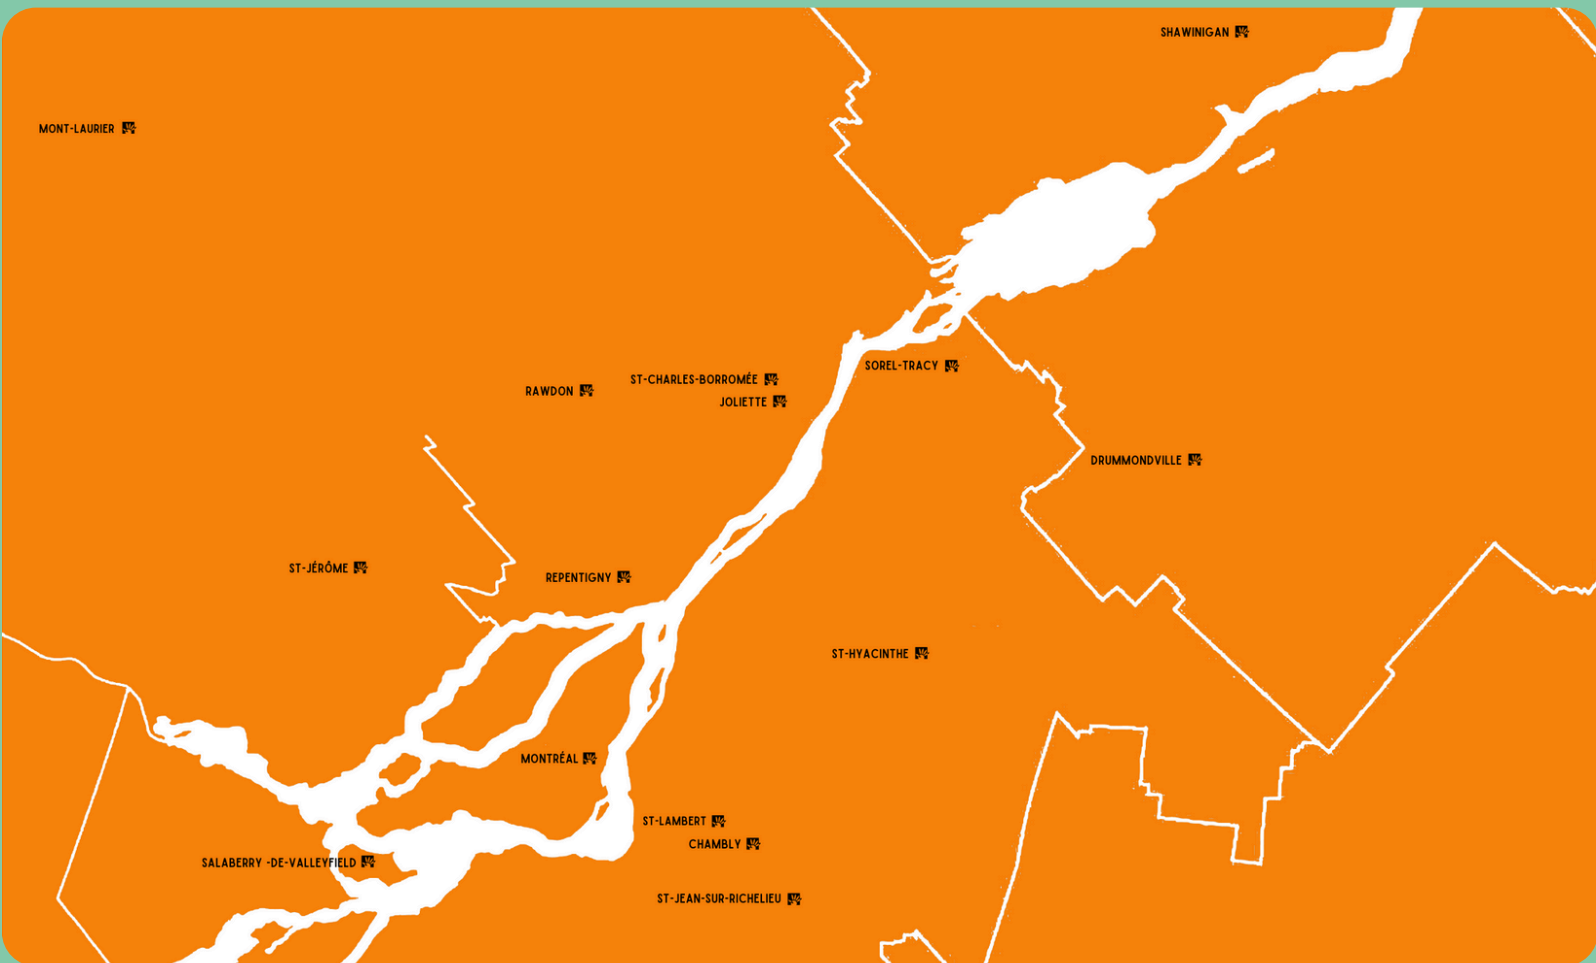 SHAWINIGAN
MONT-LAURIER
SOREL-TRACY
ST-CHARLES-BORROMÉE
RAWDON
JOLIETTE
DRUMMONDVILLE
ST-JÉRÔME
REPENTIGNY
ST-HYACINTHE
MONTRÉAL
ST-LAMBERT
CHAMBLY
SALABERRY -DE-VALLEYFIELD
ST-JEAN-SUR-RICHELIEU